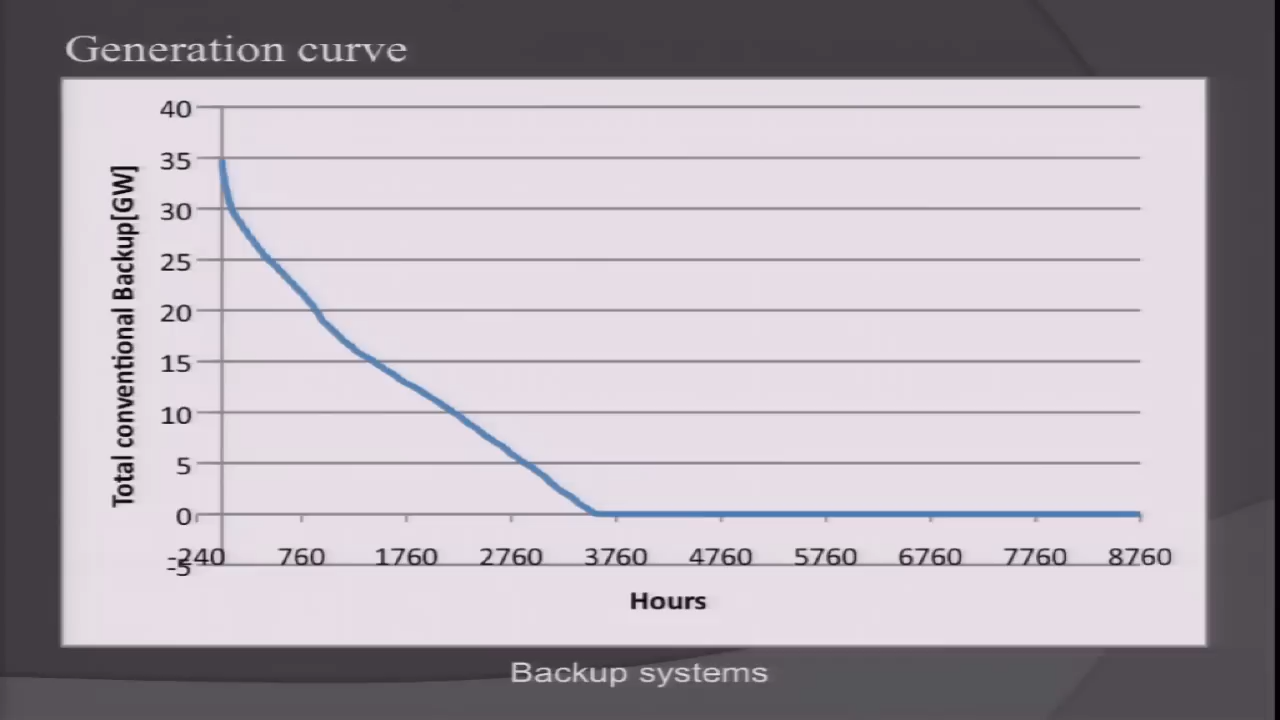 Generation curve
Total conventional Backup[GW]
40
35
30
25
20
15
10
5
0
-5
-240 760 1760 2760 3760 4760 5760 6760 7760 8760
Hours
Backup systems